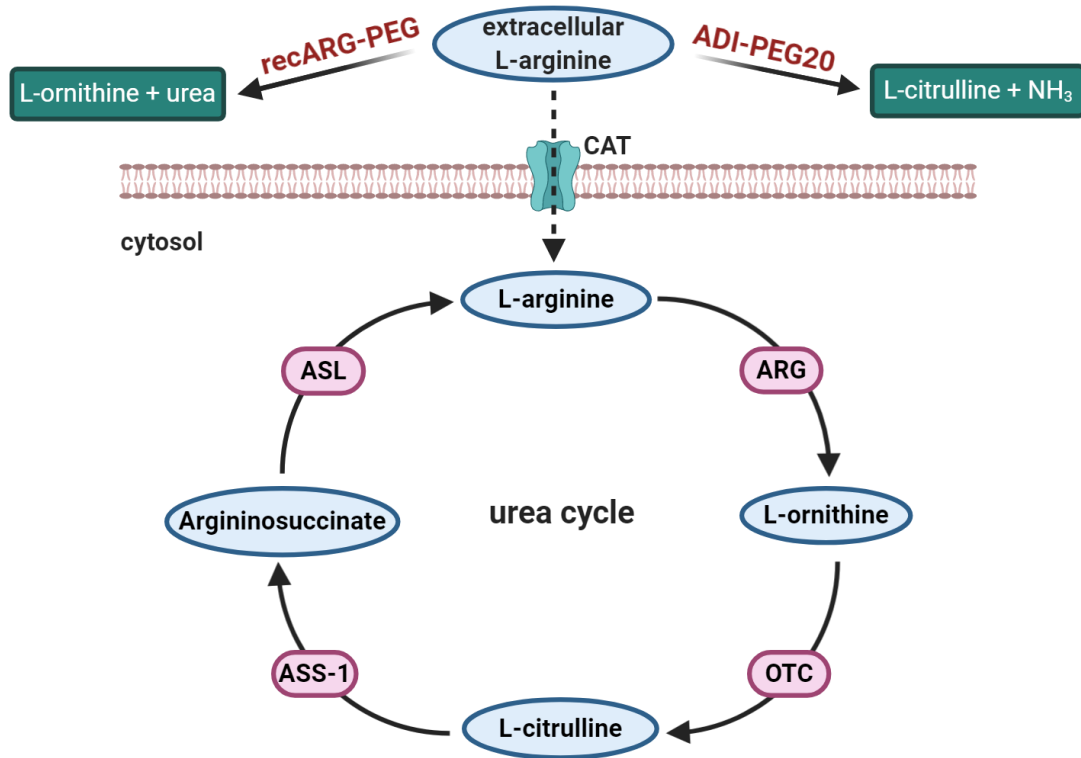 recARG-PEG
extracellular
L-arginine
ADI-PEG20
L-ornithine + urea
L-citrulline + NH₃
CAT
cytosol
L-arginine
ASL
ARG
Argininosuccinate
urea cycle
L-ornithine
ASS-1
OTC
L-citrulline